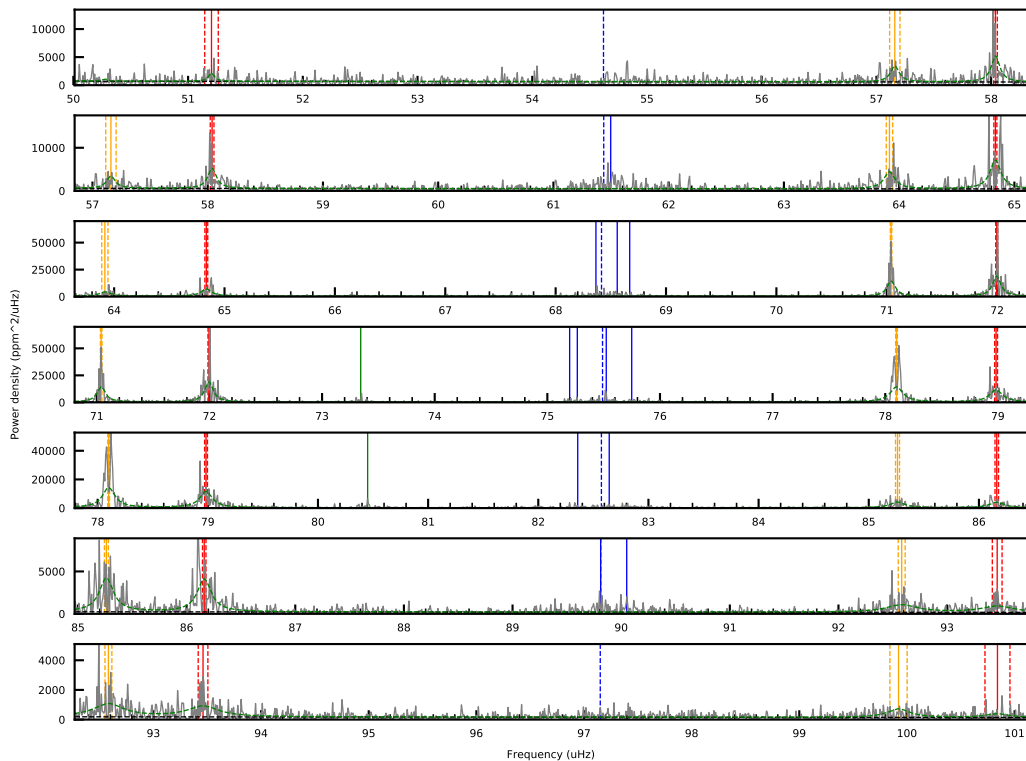 10000
5000
0
50 51 52 53 54 55 56 57 58
10000
0
57 58 59 60 61 62 63 64 65
50000
25000
0
64 65 66 67 68 69 70 71 72
Power density (ppm^2/uHz)
50000
25000
0
71 72 73 74 75 76 77 78 79
40000
20000
0
78 79 80 81 82 83 84 85 86
5000
0
85 86 87 88 89 90 91 92 93
4000
2000
0
93 94 95 96 97 98 99 100 101
Frequency (uHz)